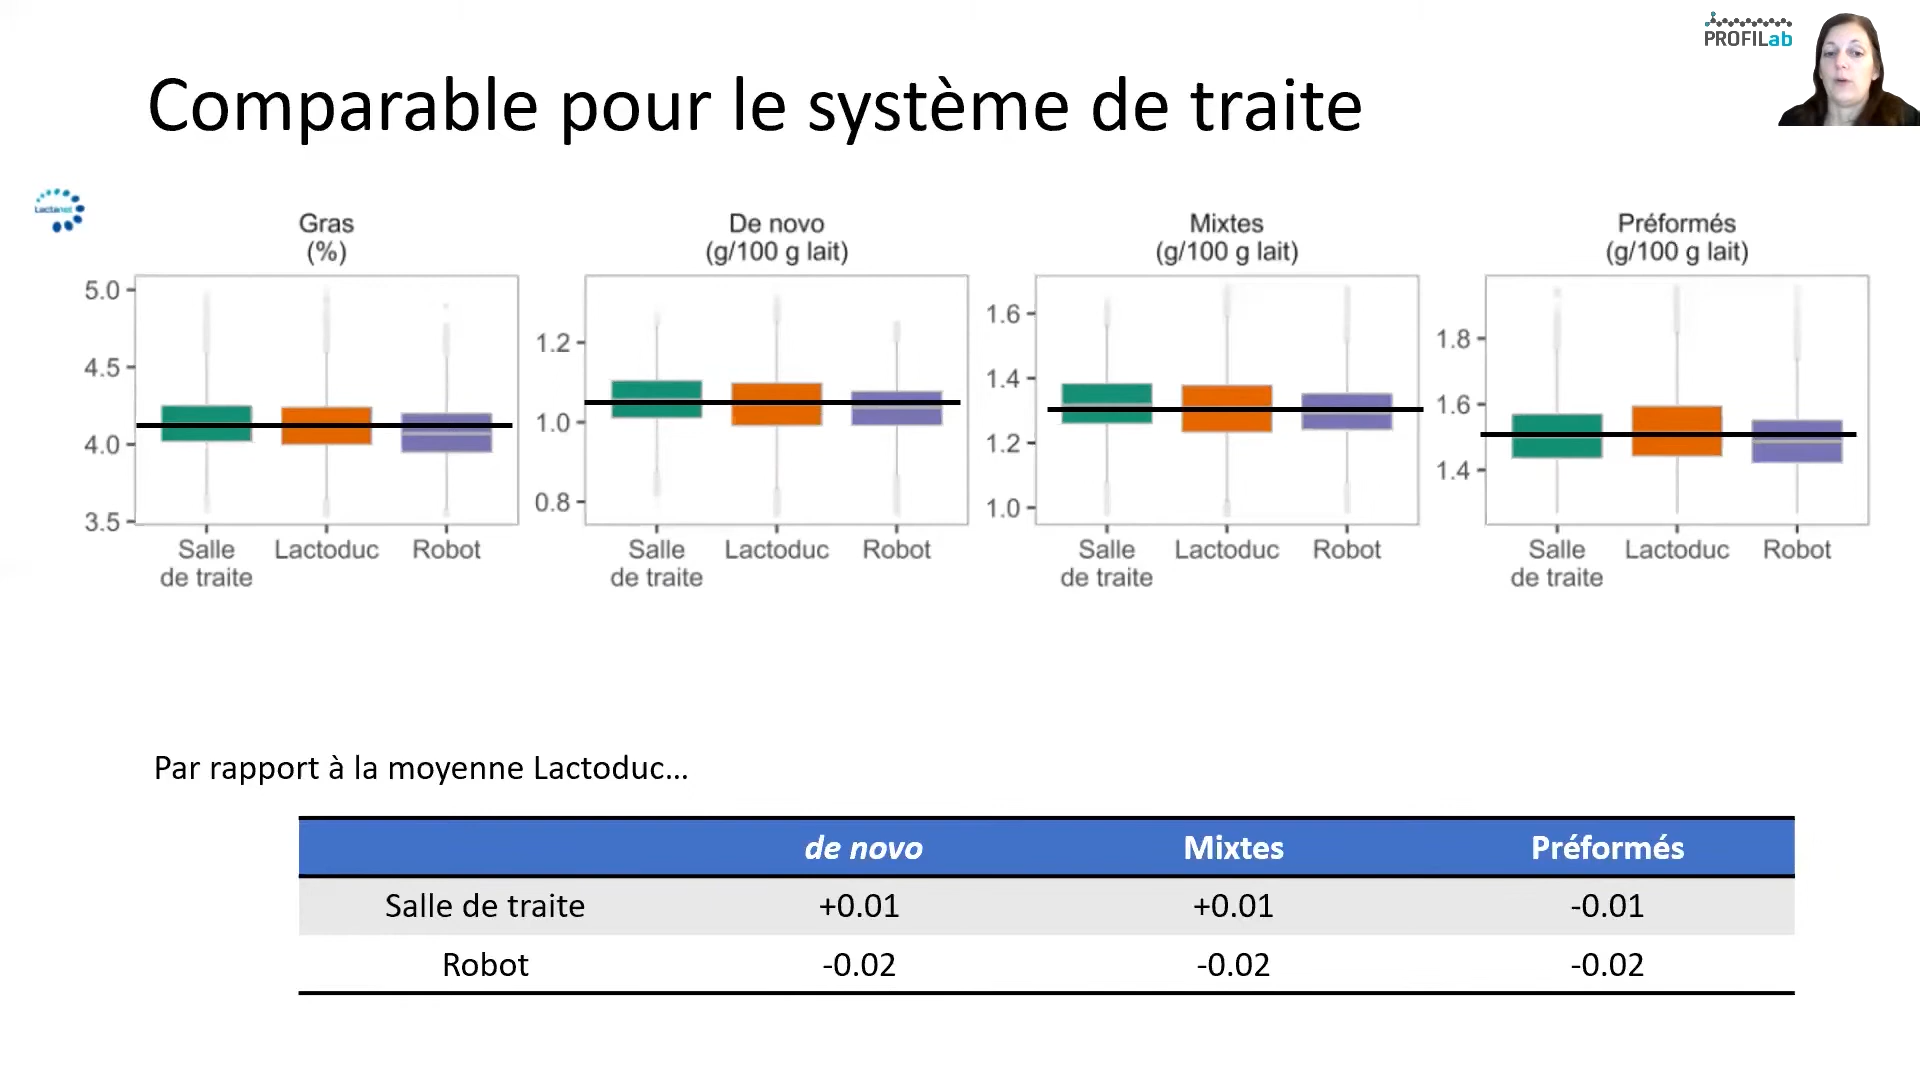 PROFILab
Comparable pour le système de traite
Lactanet
Gras
(%)
5.0
4.5
4.0
3.5
Salle
de traite
Lactoduc
Robot
De novo
(g/100 g lait)
1.2
1.0
0.8
Salle
de traite
Lactoduc
Robot
Mixtes
(g/100 g lait)
1.6
1.4
1.2
1.0
Salle
de traite
Lactoduc
Robot
Préformés
(g/100 g lait)
1.8
1.6
1.4
Salle
de traite
Lactoduc
Robot
Par rapport à la moyenne Lactoduc…
de novo Mixtes Préformés
Salle de traite +0.01 +0.01 -0.01
Robot -0.02 -0.02 -0.02